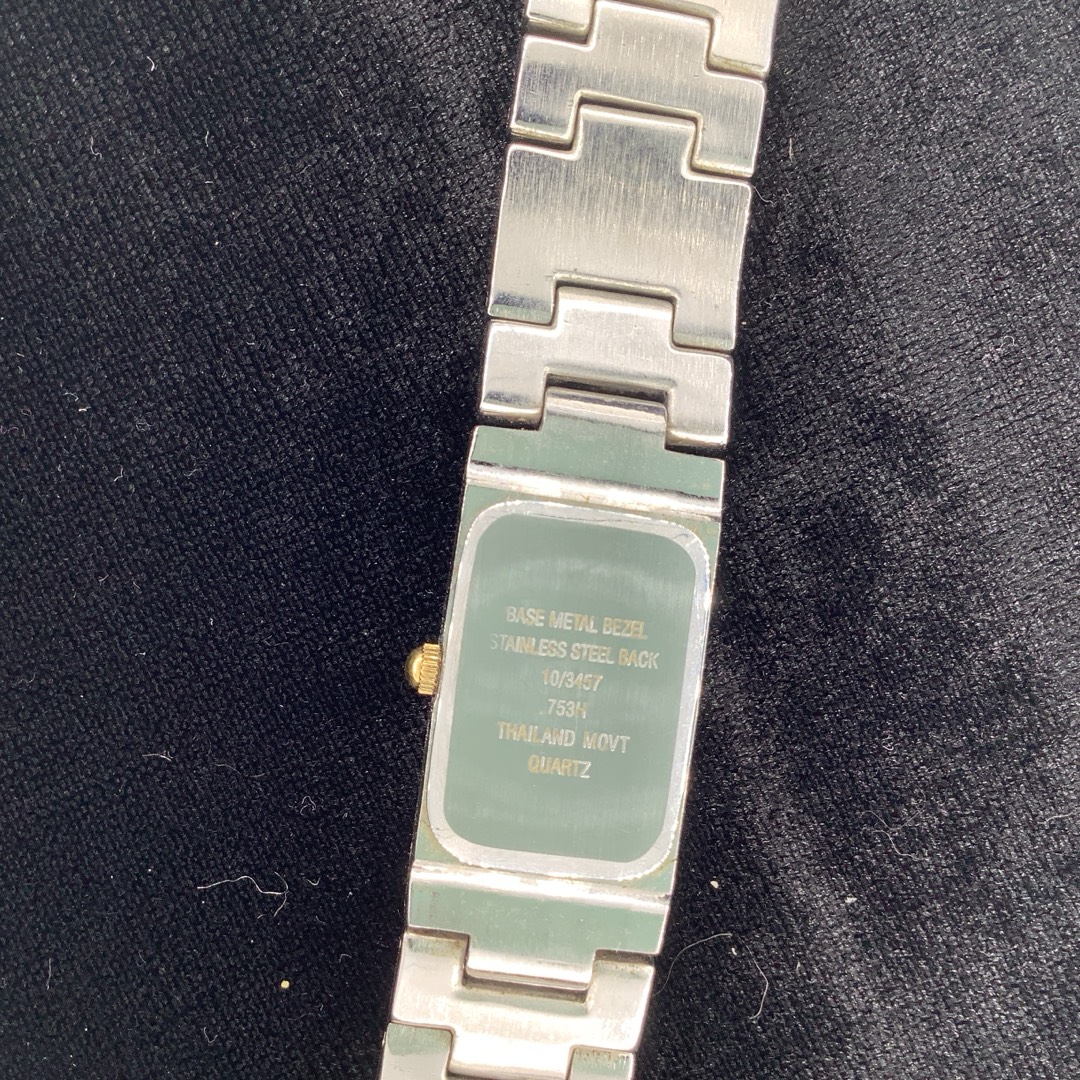 BASE METAL BEZEL
STAINLESS STEEL BACK
10/3457
753H
THAILAND MOVT
QUARTZ